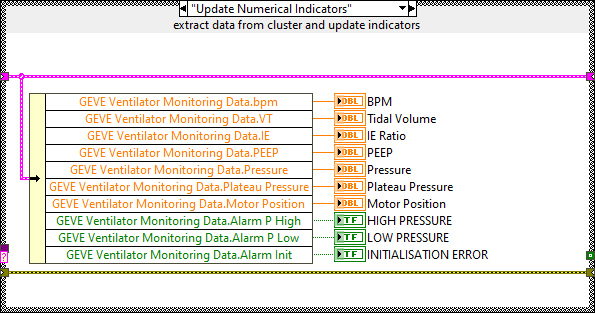 "Update Numerical Indicators"
extract data from cluster and update indicators
GEVE Ventilator Monitoring Data.bpm DBL BPM
GEVE Ventilator Monitoring Data.VT DBL Tidal Volume
GEVE Ventilator Monitoring Data.IE DBL IE Ratio
GEVE Ventilator Monitoring Data.PEEP DBL PEEP
GEVE Ventilator Monitoring Data.Pressure DBL Pressure
GEVE Ventilator Monitoring Data.Plateau Pressure DBL Plateau Pressure
GEVE Ventilator Monitoring Data.Motor Position DBL Motor Position
GEVE Ventilator Monitoring Data.Alarm P High TF HIGH PRESSURE
GEVE Ventilator Monitoring Data.Alarm P Low TF LOW PRESSURE
GEVE Ventilator Monitoring Data.Alarm Init TF INITIALISATION ERROR
?